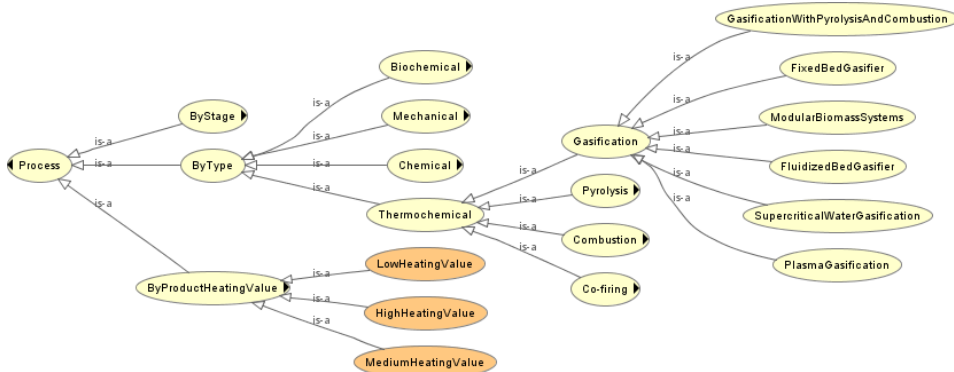 GasificationWithPyrolysisAndCombustion
is-a
Biochemical
FixedBedGasifier
is-a
is-a
ByStage
Mechanical
ModularBiomassSystems
is-a
is-a
is-a
Process
is-a
ByType
is-a
Chemical
Gasification
is-a
FluidizedBedGasifier
is-a
is-a
is-a
Pyrolysis
is-a
is-a
Thermochemical
is-a
SupercriticalWaterGasification
is-a
Combustion
is-a
LowHeatingValue
PlasmaGasification
is-a
ByProductHeatingValue
Co-firing
is-a
HighHeatingValue
is-a
MediumHeatingValue